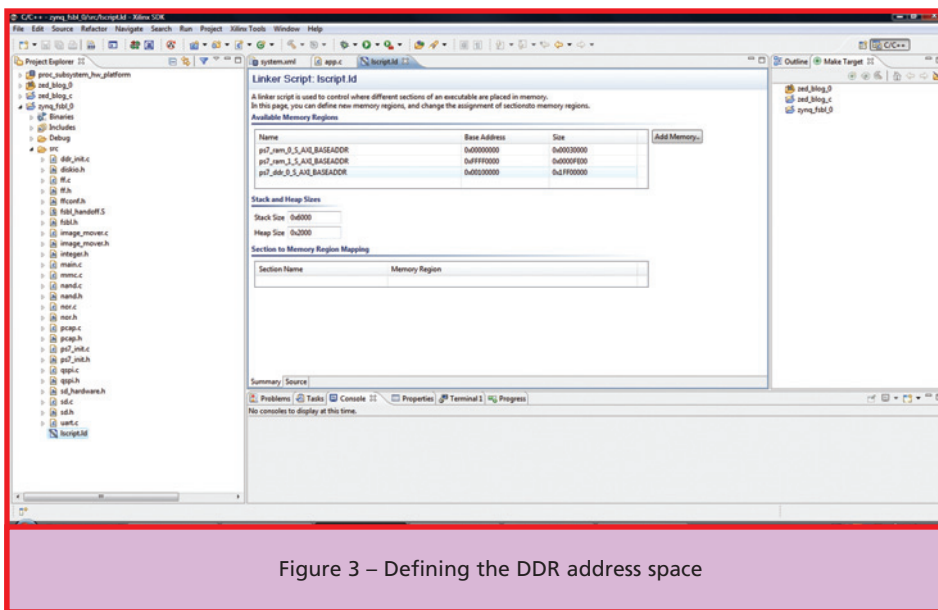 C/C++ - zynq_fsbl_0/src/lscript.ld - Xilinx SDK
File Edit Source Refactor Navigate Search Run Project Xilinx Tools Window Help
C/C++
Project Explorer
proc_subsystem_hw_platform
zed_blog_0
zed_blog_c
zynq_fsbl_0
Binaries
Includes
Debug
src
ddr_init.c
diskio.h
ff.c
ff.h
ffconf.h
fsbl_handoff.S
fsbl.h
image_mover.c
image_mover.h
integer.h
main.c
mmc.c
nand.c
nand.h
nor.c
nor.h
pcap.c
pcap.h
ps7_init.c
ps7_init.h
qspi.c
qspi.h
sd_hardware.h
sd.c
sd.h
uart.c
lscript.ld
system.xml app.c lscript.ld
Linker Script: lscript.ld
A linker script is used to control where different sections of an executable are placed in memory.
In this page, you can define new memory regions, and change the assignment of sectionsto memory regions.
Available Memory Regions
Name Base Address Size
ps7_ram_0_S_AXI_BASEADDR 0x00000000 0x00030000
ps7_ram_1_S_AXI_BASEADDR 0xFFFF0000 0x0000FE00
ps7_ddr_0_S_AXI_BASEADDR 0x00100000 0x1FF00000
Add Memory...
Stack and Heap Sizes
Stack Size 0x6000
Heap Size 0x2000
Section to Memory Region Mapping
Section Name Memory Region
Summary Source
Problems Tasks Console Properties Terminal 1 Progress
No consoles to display at this time.
Outline Make Target
zed_blog_0
zed_blog_c
zynq_fsbl_0
Figure 3 – Defining the DDR address space